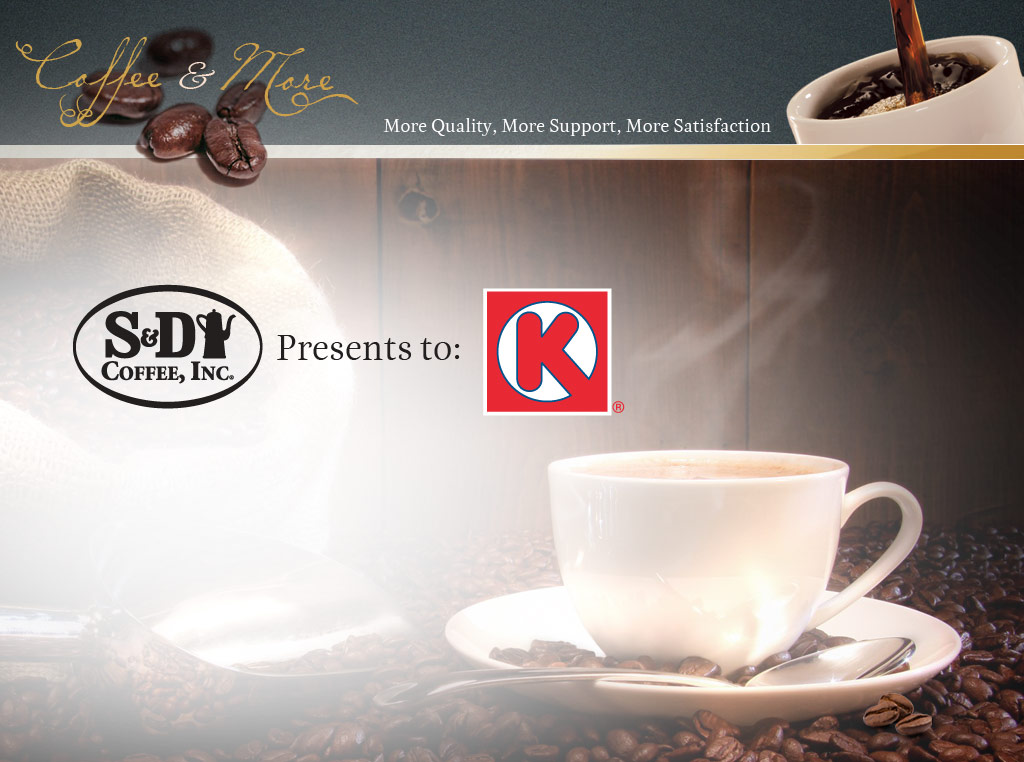 Coffee & More
More Quality, More Support, More Satisfaction
S&D
COFFEE, INC.®
Presents to:
K
®